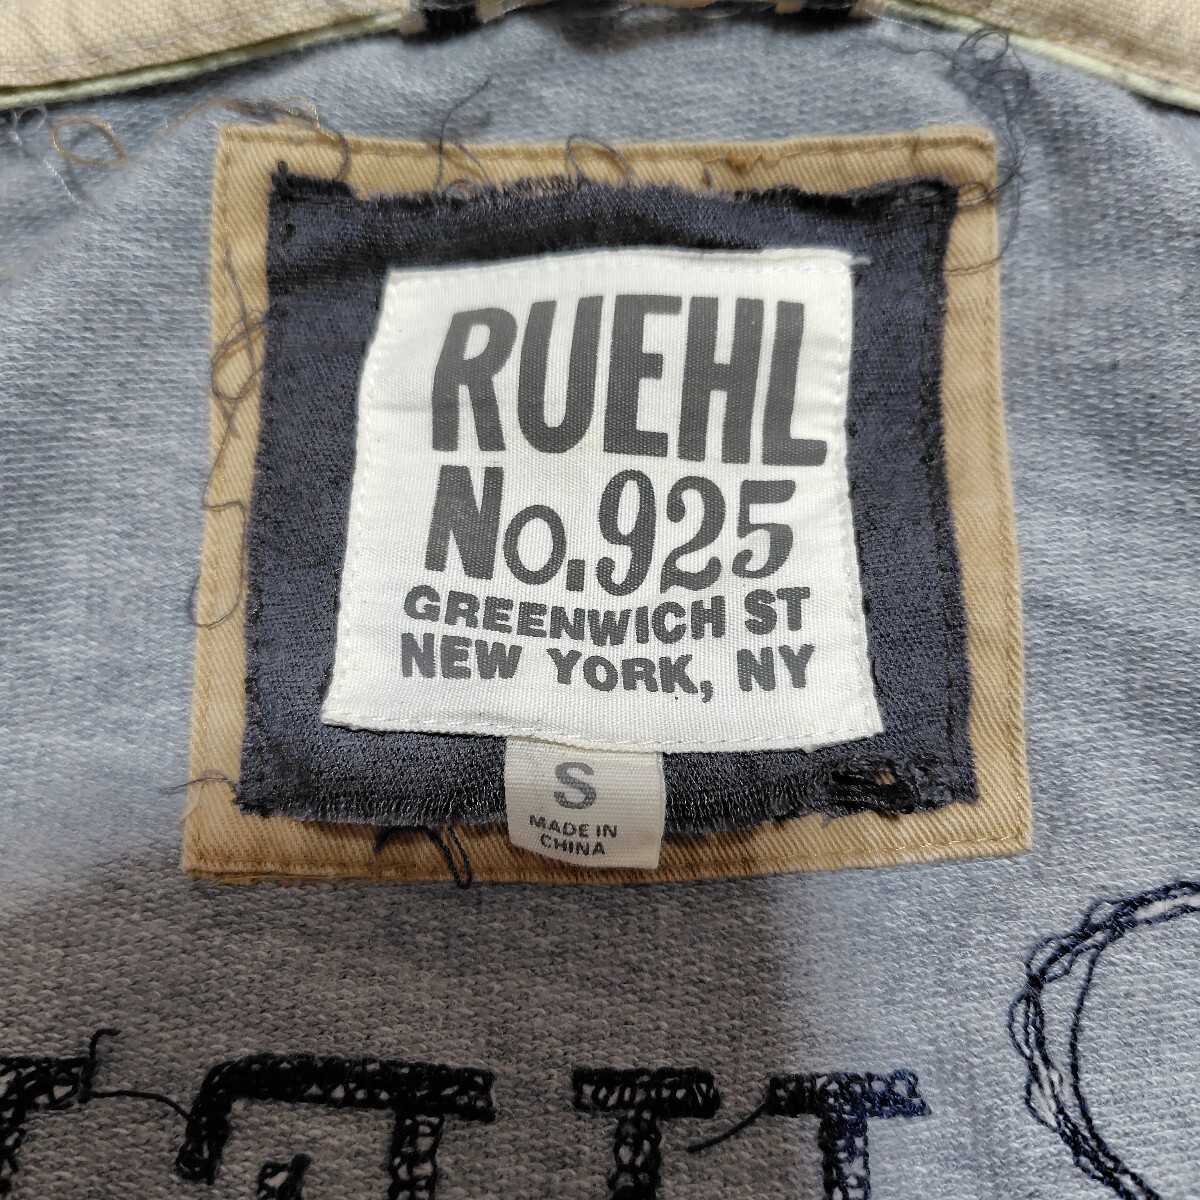 RUEHL
No.925
GREENWICH ST
NEW YORK, NY
S
MADE IN
CHINA